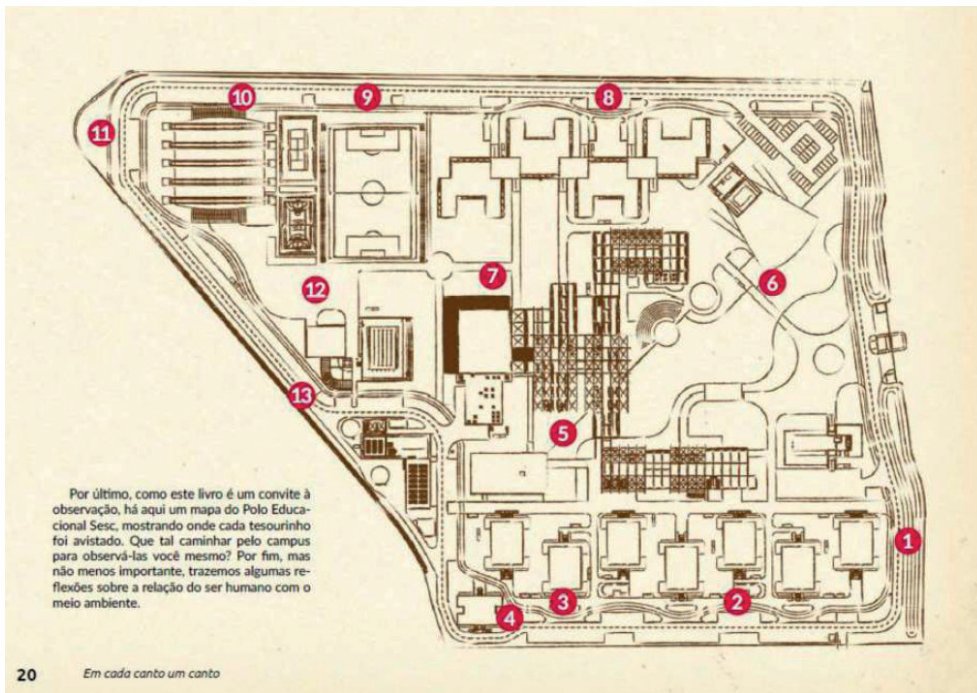 10
9
8
11
6
7
12
13
5
1
Por último, como este livro é um convite à
observação, há aqui um mapa do Polo Educa-
cional Sesc, mostrando onde cada tesourinho
foi avistado. Que tal caminhar pelo campus
para observá-las você mesmo? Por fim, mas
não menos importante, trazemos algumas re-
flexões sobre a relação do ser humano com o
meio ambiente.
4
3
2
20
Em cada canto um canto